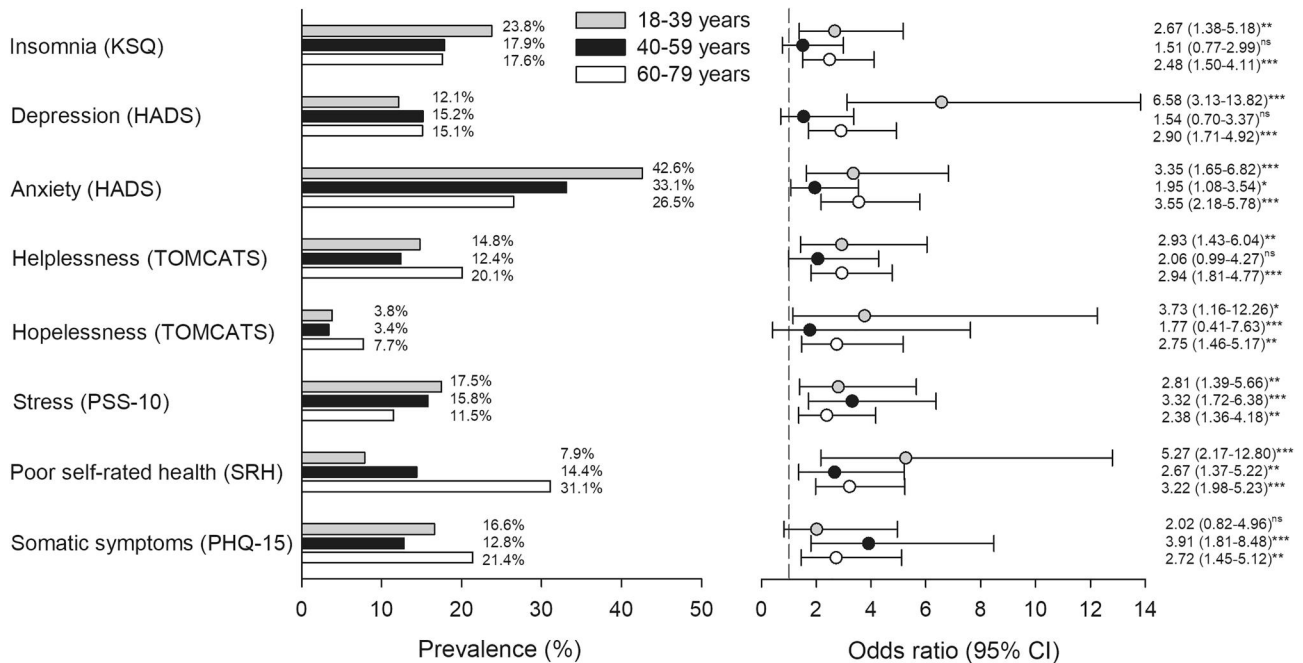 18-39 years
40-59 years
60-79 years
Insomnia (KSQ)
23.8%
17.9%
17.6%
2.67 (1.38-5.18)**
1.51 (0.77-2.99)ns
2.48 (1.50-4.11)***
Depression (HADS)
12.1%
15.2%
15.1%
6.58 (3.13-13.82)***
1.54 (0.70-3.37)ns
2.90 (1.71-4.92)***
Anxiety (HADS)
42.6%
33.1%
26.5%
3.35 (1.65-6.82)***
1.95 (1.08-3.54)*
3.55 (2.18-5.78)***
Helplessness (TOMCATS)
14.8%
12.4%
20.1%
2.93 (1.43-6.04)**
2.06 (0.99-4.27)ns
2.94 (1.81-4.77)***
Hopelessness (TOMCATS)
3.8%
3.4%
7.7%
3.73 (1.16-12.26)*
1.77 (0.41-7.63)***
2.75 (1.46-5.17)**
Stress (PSS-10)
17.5%
15.8%
11.5%
2.81 (1.39-5.66)**
3.32 (1.72-6.38)***
2.38 (1.36-4.18)**
Poor self-rated health (SRH)
7.9%
14.4%
31.1%
5.27 (2.17-12.80)***
2.67 (1.37-5.22)**
3.22 (1.98-5.23)***
Somatic symptoms (PHQ-15)
16.6%
12.8%
21.4%
2.02 (0.82-4.96)ns
3.91 (1.81-8.48)***
2.72 (1.45-5.12)**
0 10 20 30 40 50
Prevalence (%)
0 2 4 6 8 10 12 14
Odds ratio (95% CI)